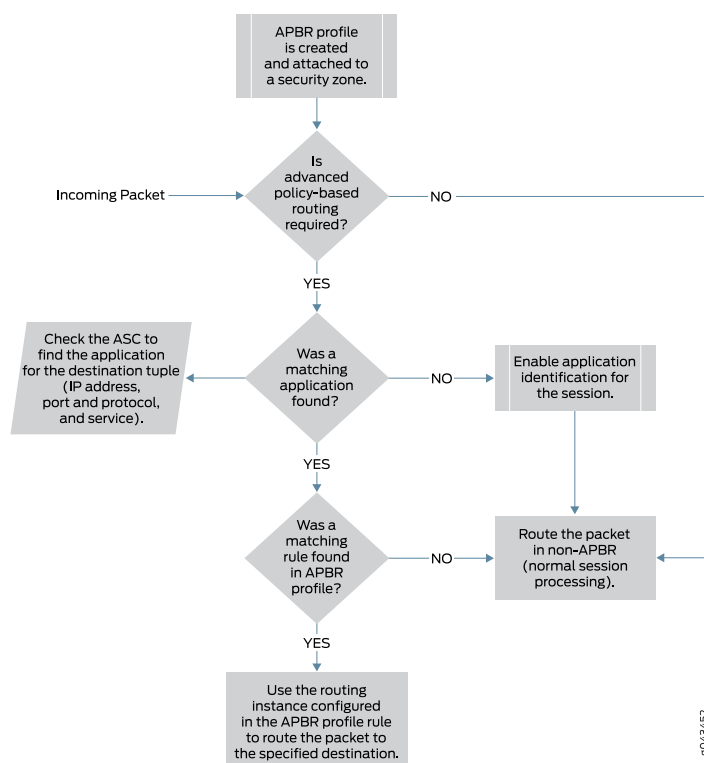 APBR profile
is created
and attached to
a security zone.
Incoming Packet
Is
advanced
policy-based
routing
required?
NO
YES
Check the ASC to
find the application
for the destination tuple
(IP address,
port and protocol,
and service).
Was a
matching
application
found?
NO
Enable application
identification for
the session.
YES
Was a
matching
rule found
in APBR
profile?
NO
Route the packet
in non-APBR
(normal session
processing).
YES
Use the routing
instance configured
in the APBR profile rule
to route the packet to
the specified destination.
g043452